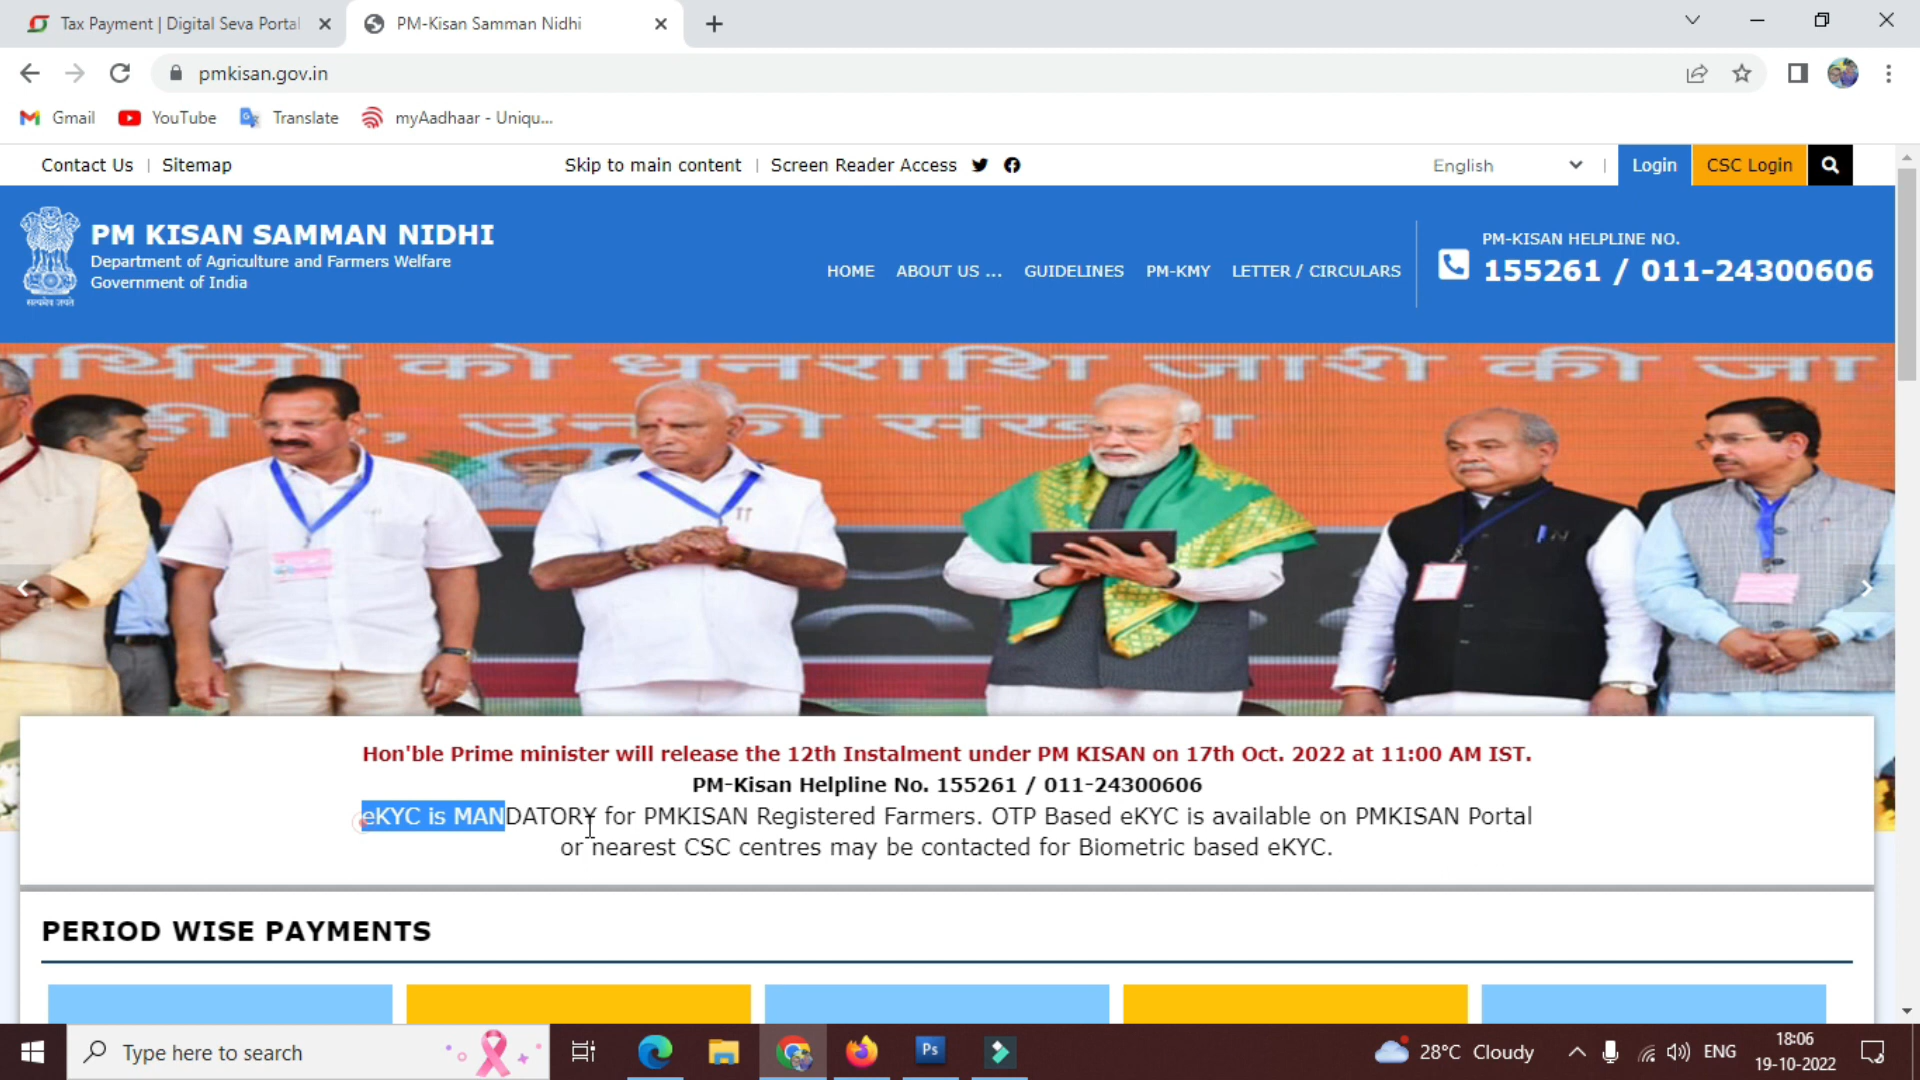 Tax Payment | Digital Seva Portal
PM-Kisan Samman Nidhi
pmkisan.gov.in
Gmail
YouTube
Translate
myAadhaar - Uniqu...
Contact Us | Sitemap
Skip to main content | Screen Reader Access
English
Login
CSC Login
PM KISAN SAMMAN NIDHI
Department of Agriculture and Farmers Welfare
Government of India
सत्यमेव जयते
HOME
ABOUT US ...
GUIDELINES
PM-KMY
LETTER / CIRCULARS
PM-KISAN HELPLINE NO.
155261 / 011-24300606
र्थियों को धनराशि जारी की जा
ही
Hon'ble Prime minister will release the 12th Instalment under PM KISAN on 17th Oct. 2022 at 11:00 AM IST.
PM-Kisan Helpline No. 155261 / 011-24300606
eKYC is MANDATORY for PMKISAN Registered Farmers. OTP Based eKYC is available on PMKISAN Portal
or nearest CSC centres may be contacted for Biometric based eKYC.
PERIOD WISE PAYMENTS
Type here to search
Ps
28°C Cloudy
ENG
18:06
19-10-2022